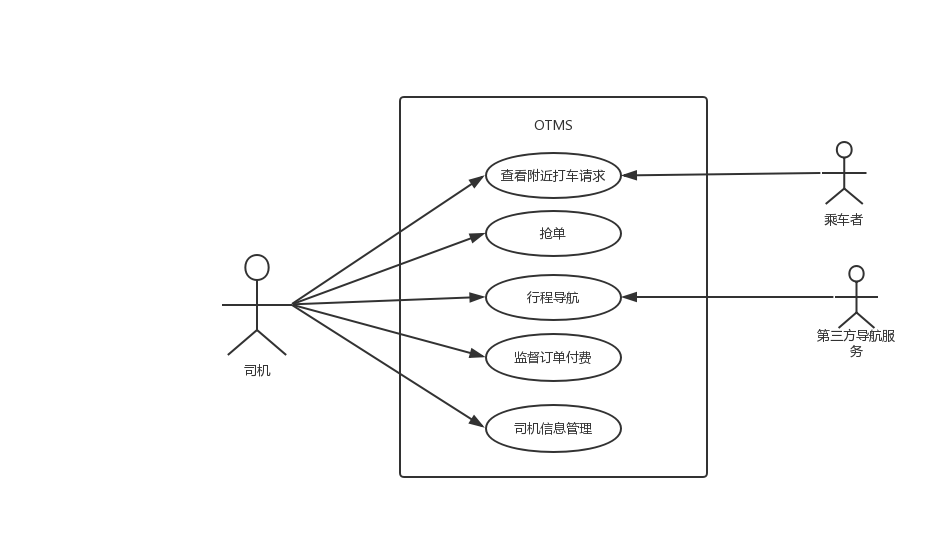 OTMS
查看附近打车请求
抢单
行程导航
监督订单付费
司机信息管理
司机
乘车者
第三方导航服
务